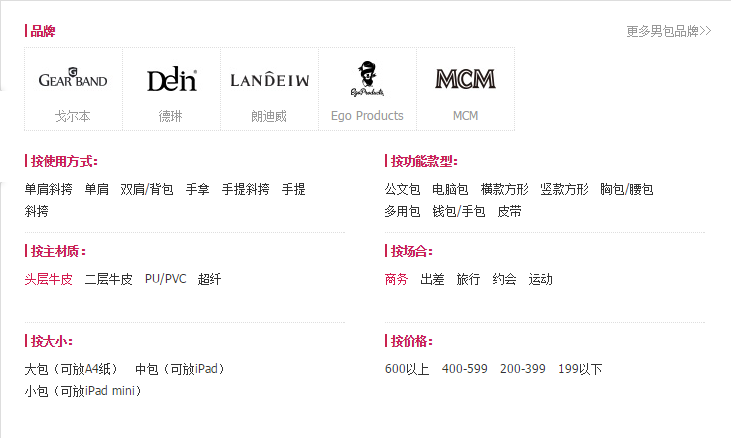 品牌
更多男包品牌>>
GEAR BAND
Delin
LANDEIM
EgoProducts
MCM
戈尔本
德琳
朗迪威
Ego Products
MCM
按使用方式：
单肩斜挎 单肩 双肩/背包 手拿 手提斜挎 手提
斜挎
按功能款型：
公文包 电脑包 横款方形 竖款方形 胸包/腰包
多用包 钱包/手包 皮带
按主材质：
头层牛皮 二层牛皮 PU/PVC 超纤
按场合：
商务 出差 旅行 约会 运动
按大小：
大包（可放A4纸） 中包（可放iPad）
小包（可放iPad mini）
按价格：
600以上 400-599 200-399 199以下